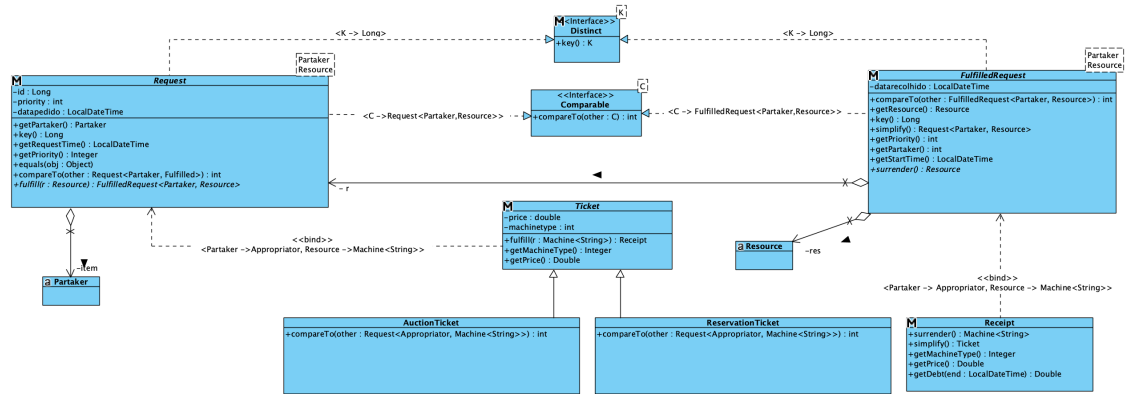 K
M <<Interface>>
Distinct
+key() : K
<K -> Long>
<K -> Long>
Partaker
Resource
M
Request
-id : Long
-priority : int
-datapedido : LocalDateTime
+getPartaker() : Partaker
+key() : Long
+getRequestTime() : LocalDateTime
+getPriority() : Integer
+equals(obj : Object)
+compareTo(other : Request<Partaker, Fulfilled>) : int
+fulfill(r : Resource) : FulfilledRequest<Partaker, Resource>
C
<<Interface>>
Comparable
+compareTo(other : C) : int
<C ->Request<Partaker,Resource>>
<C -> FulfilledRequest<Partaker,Resource>>
Partaker
Resource
M
FulfilledRequest
-datarecolhido : LocalDateTime
+compareTo(other : FulfilledRequest<Partaker, Resource>) : int
+getResource() : Resource
+key() : Long
+simplify() : Request<Partaker, Resource>
+getPriority() : int
+getPartaker() : int
+getStartTime() : LocalDateTime
+surrender() : Resource
- r
M
Ticket
-price : double
-machinetype : int
+fulfill(r : Machine<String>) : Receipt
+getMachineType() : Integer
+getPrice() : Double
<<bind>>
<Partaker ->Appropriator, Resource ->Machine<String>>
a Resource
-res
-item
a Partaker
<<bind>>
<Partaker -> Appropriator, Resource -> Machine<String>>
AuctionTicket
+compareTo(other : Request<Appropriator, Machine<String>>) : int
ReservationTicket
+compareTo(other : Request<Appropriator, Machine<String>>) : int
M
Receipt
+surrender() : Machine<String>
+simplify() : Ticket
+getMachineType() : Integer
+getPrice() : Double
+getDebt(end : LocalDateTime) : Double